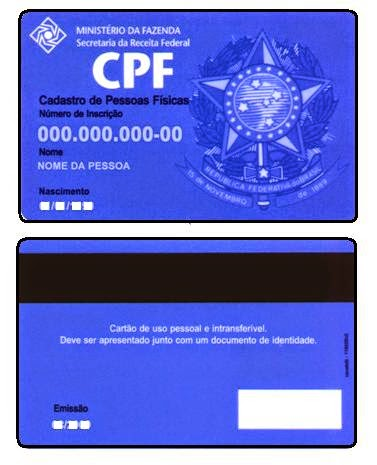 MINISTÉRIO DA FAZENDA
Secretaria da Receita Federal
CPF
Cadastro de Pessoas Físicas
Número de Inscrição
000.000.000-00
Nome
NOME DA PESSOA
Nascimento
REPÚBLICA FEDERATIVA do BRASIL
15 de NOVEMBRO de 1889
Cartão de uso pessoal e intransferível.
Deve ser apresentado junto com um documento de identidade.
Emissão